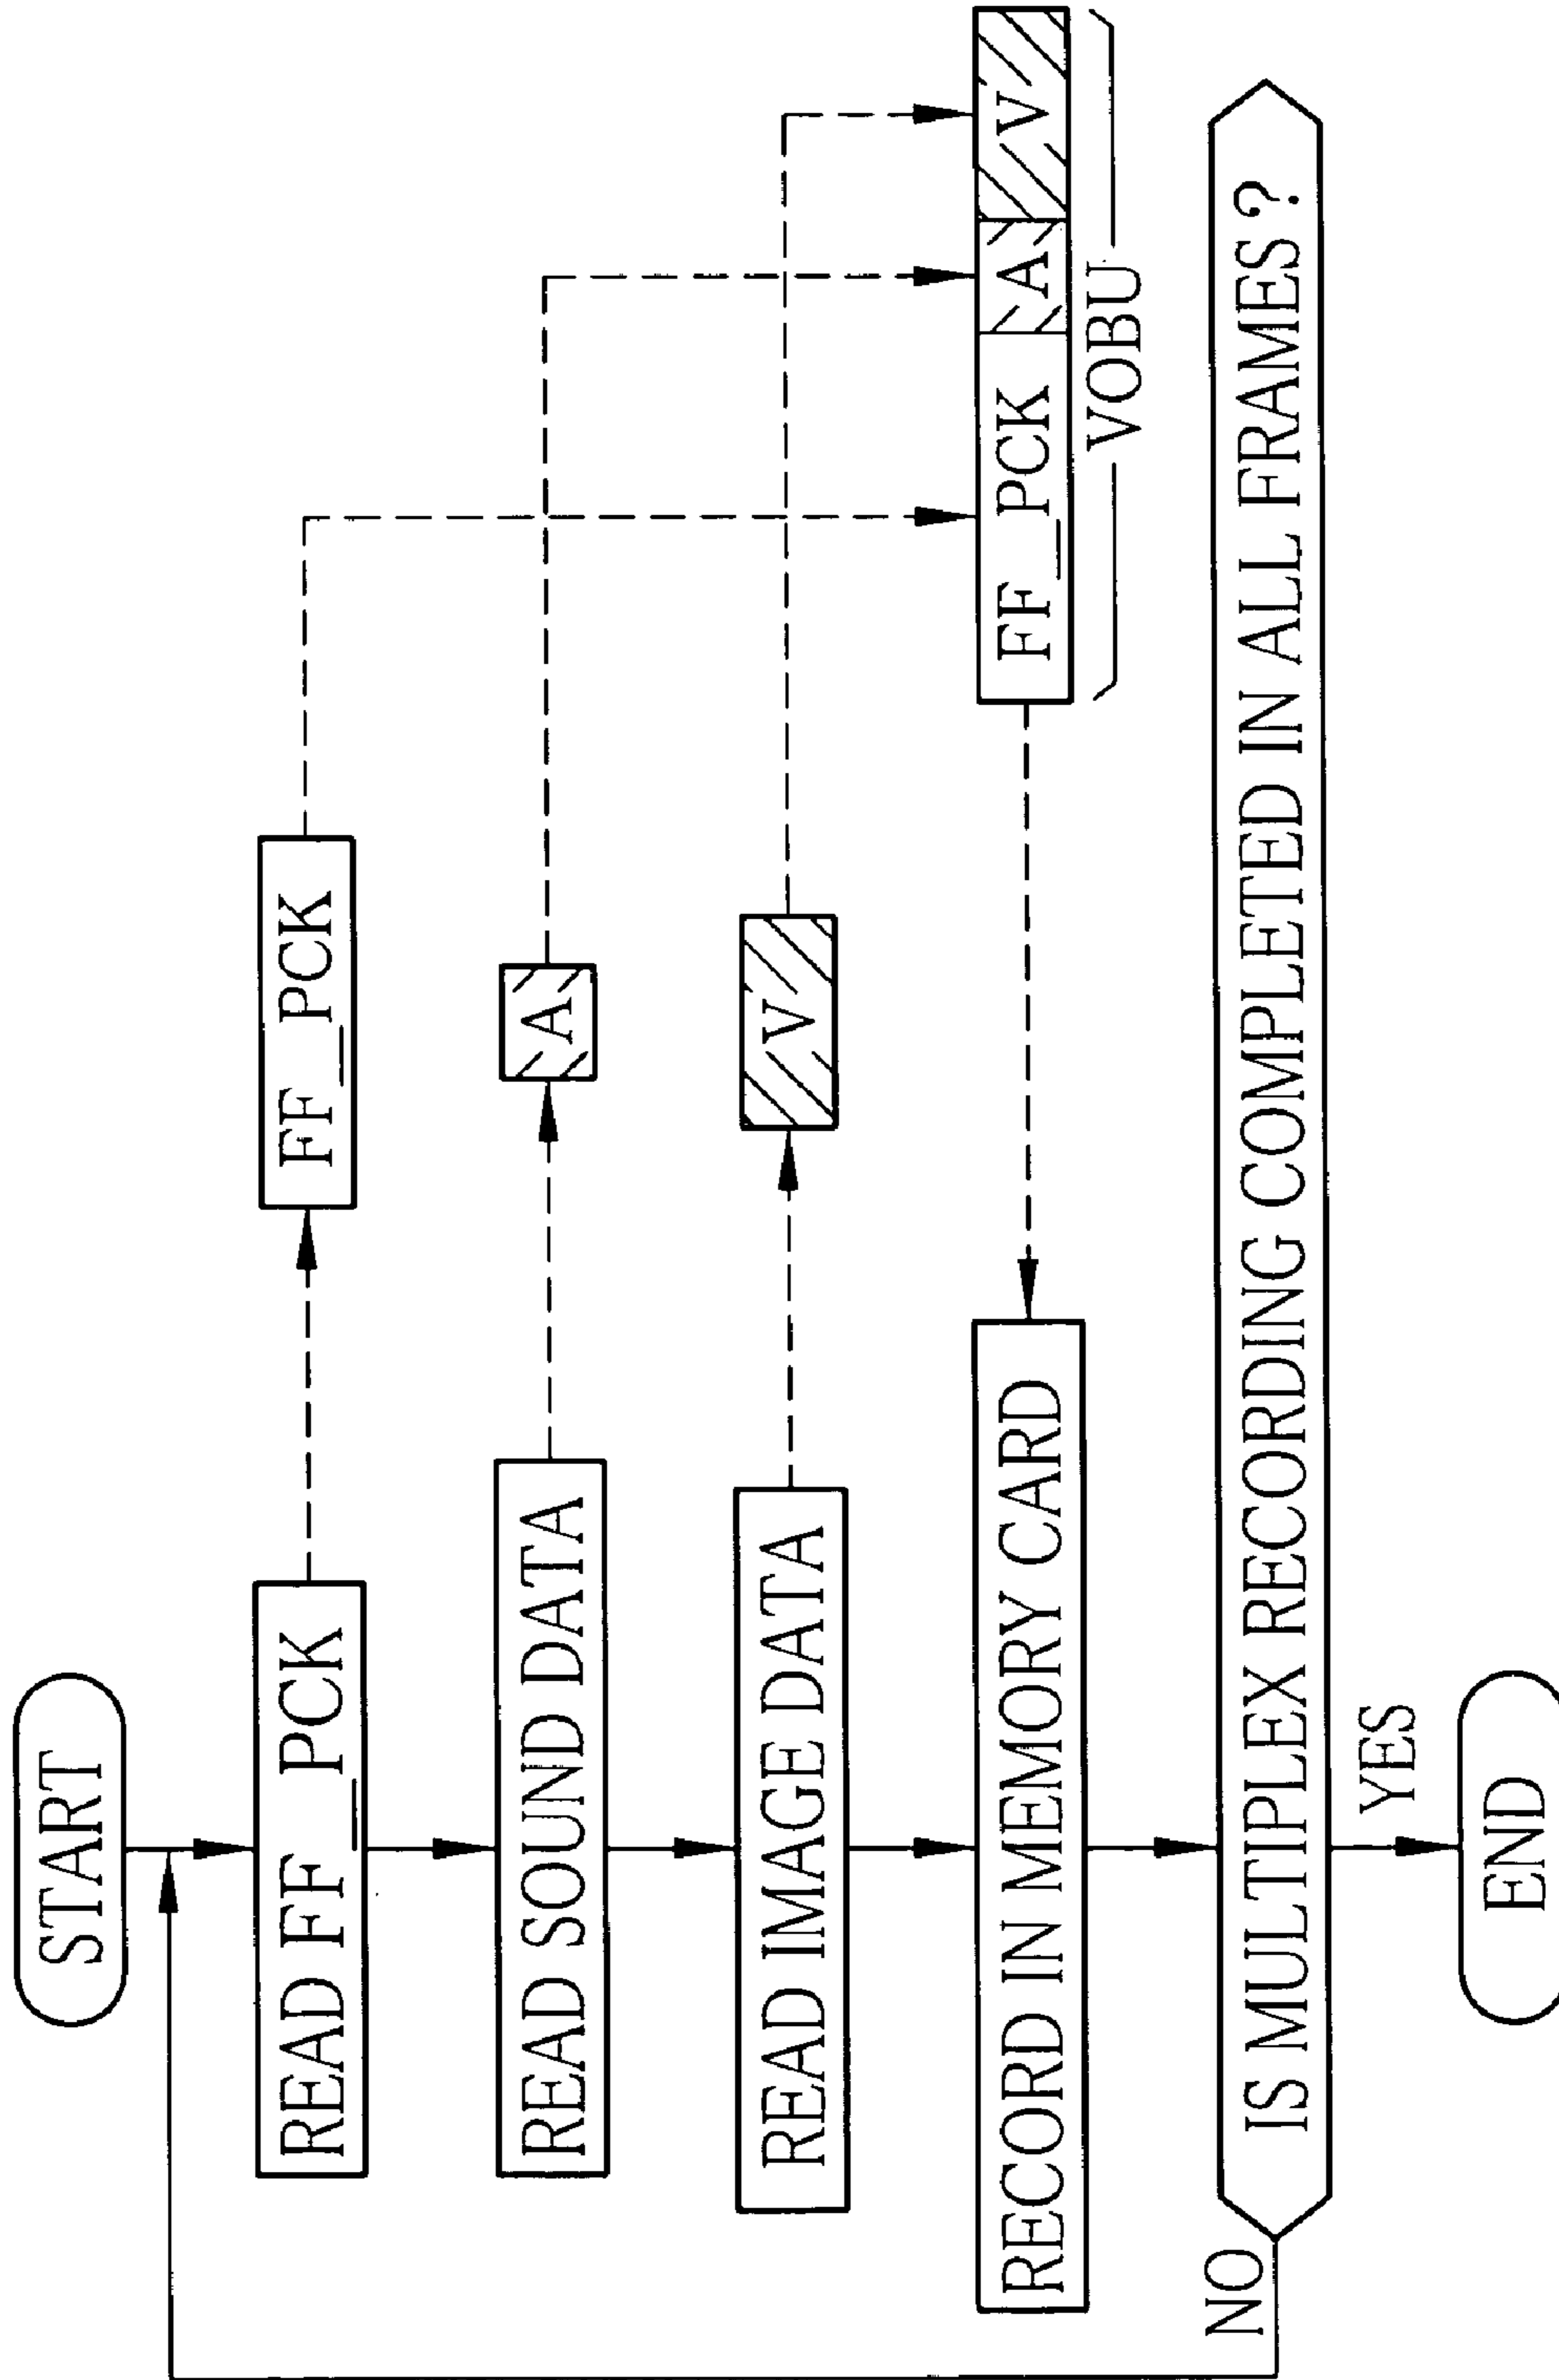 START
READ FF_PCK
FF_PCK
READ SOUND DATA
A
READ IMAGE DATA
V
RECORD IN MEMORY CARD
FF_PCK
A
V
VOBU
NO
IS MULTIPLEX RECORDING COMPLETED IN ALL FRAMES?
YES
END